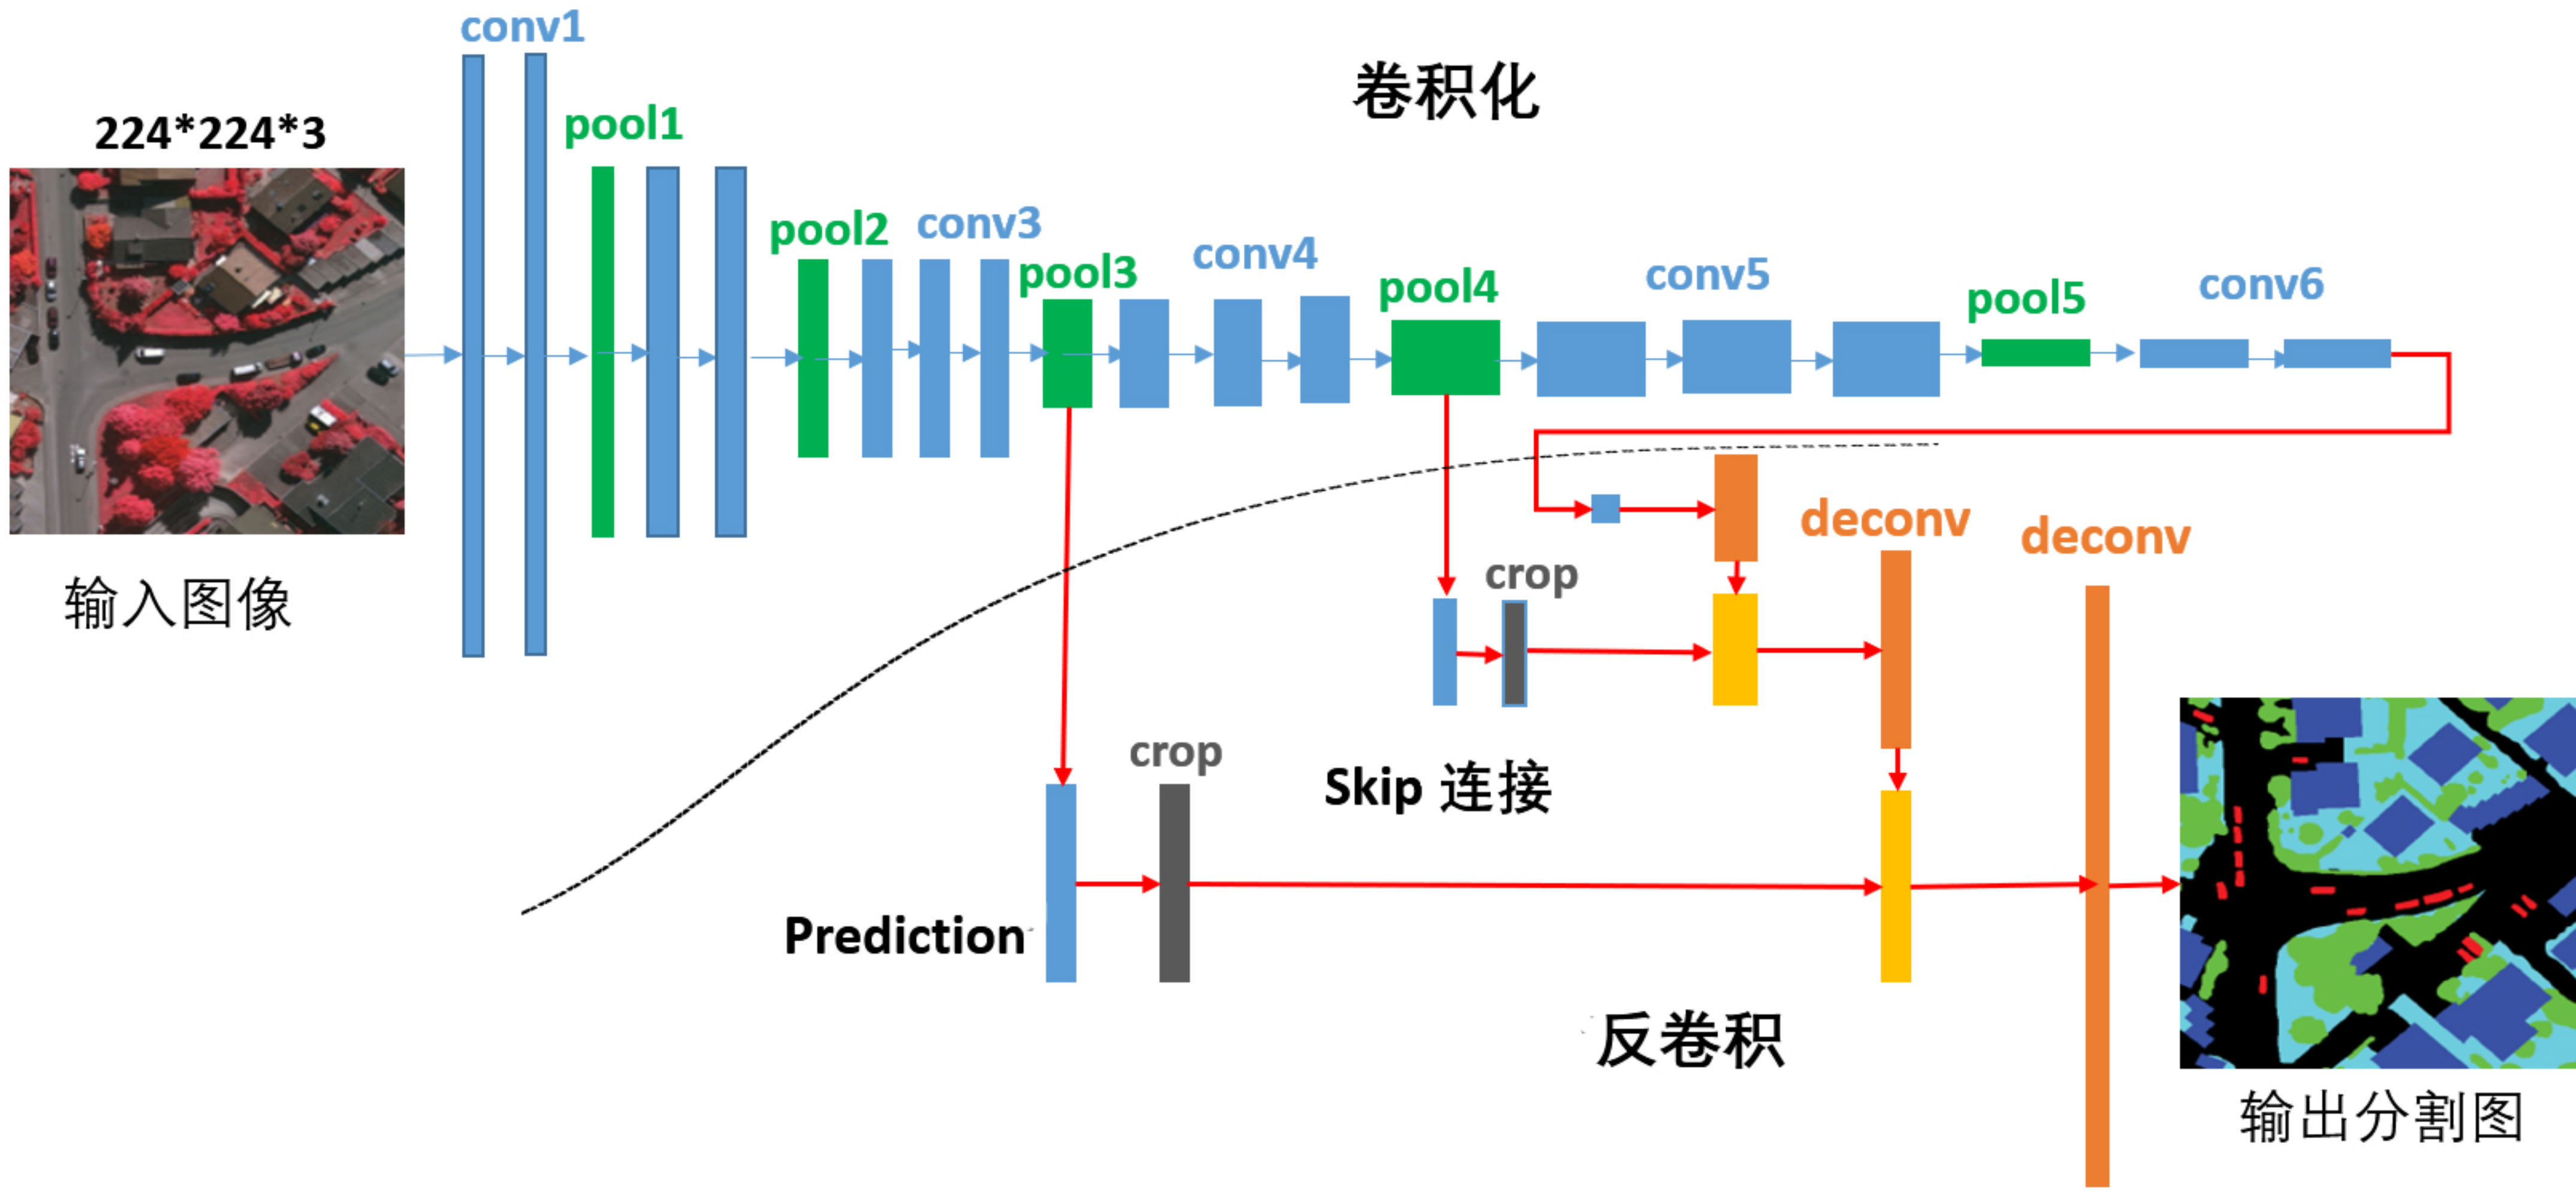 conv1
卷积化
224*224*3
pool1
pool2
conv3
pool3
conv4
pool4
conv5
pool5
conv6
输入图像
crop
deconv
deconv
crop
Skip 连接
Prediction
反卷积
输出分割图